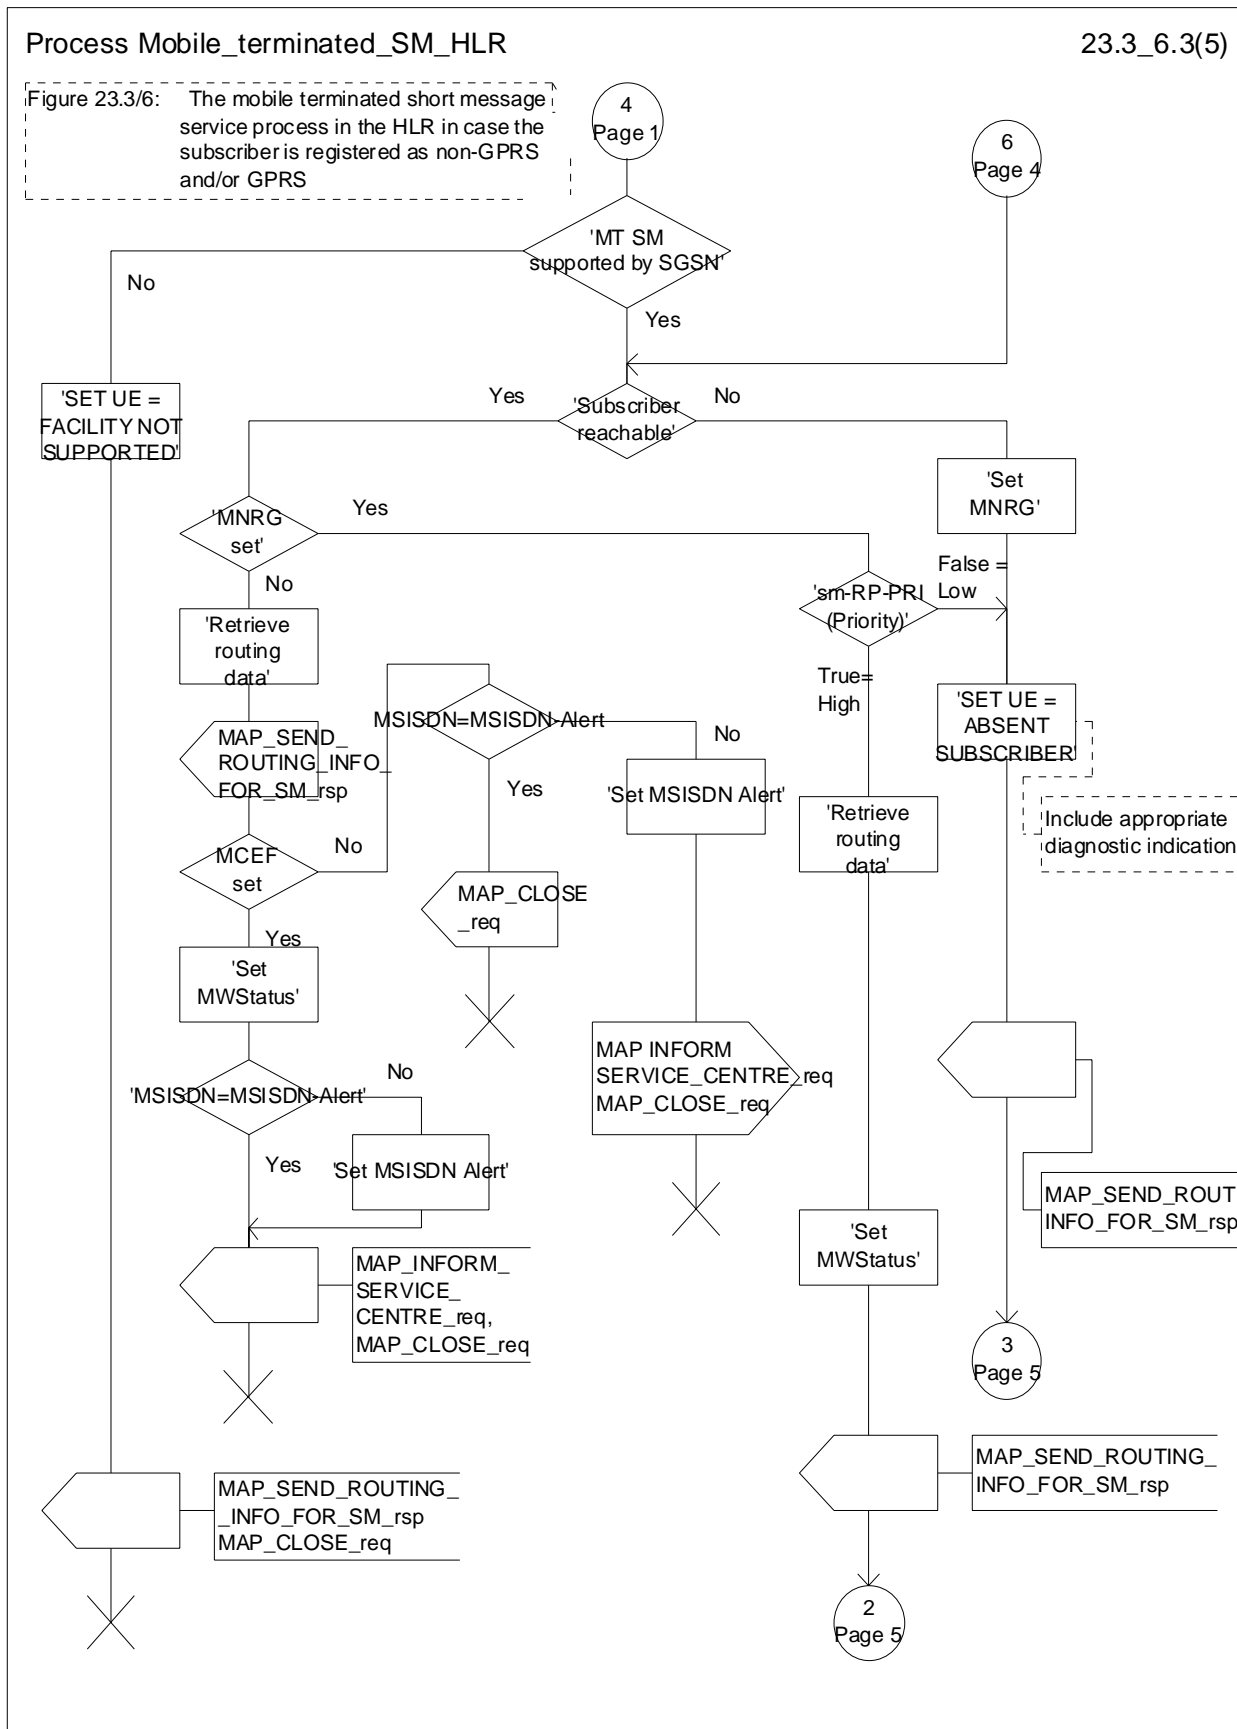 Process Mobile_terminated_SM_HLR
23.3_6.3(5)
Figure 23.3/6: The mobile terminated short message
service process in the HLR in case the
subscriber is registered as non-GPRS
and/or GPRS
4
Page 1
6
Page 4
'MT SM
supported by SGSN'
No
Yes
'SET UE =
FACILITY NOT
SUPPORTED'
Yes
'Subscriber
reachable'
No
'Set
MNRG'
'MNRG
set'
Yes
No
'sm-RP-PRI
(Priority)'
False =
Low
True=
High
'Retrieve
routing
data'
MSISDN=MSISDN-Alert
No
Yes
'SET UE =
ABSENT
SUBSCRIBER'
MAP_SEND_
ROUTING_INFO_
FOR_SM_rsp
'Set MSISDN Alert'
'Retrieve
routing
data'
Include appropriate
diagnostic indication
MCEF
set
No
Yes
MAP_CLOSE
_req
'Set
MWStatus'
MAP INFORM
SERVICE_CENTRE_req
MAP_CLOSE_req
'MSISDN=MSISDN-Alert'
No
Yes
'Set MSISDN Alert'
MAP_SEND_ROUT
INFO_FOR_SM_rsp
'Set
MWStatus'
MAP_INFORM_
SERVICE_
CENTRE_req,
MAP_CLOSE_req
3
Page 5
MAP_SEND_ROUTING_
INFO_FOR_SM_rsp
MAP_SEND_ROUTING_
_INFO_FOR_SM_rsp
MAP_CLOSE_req
2
Page 5